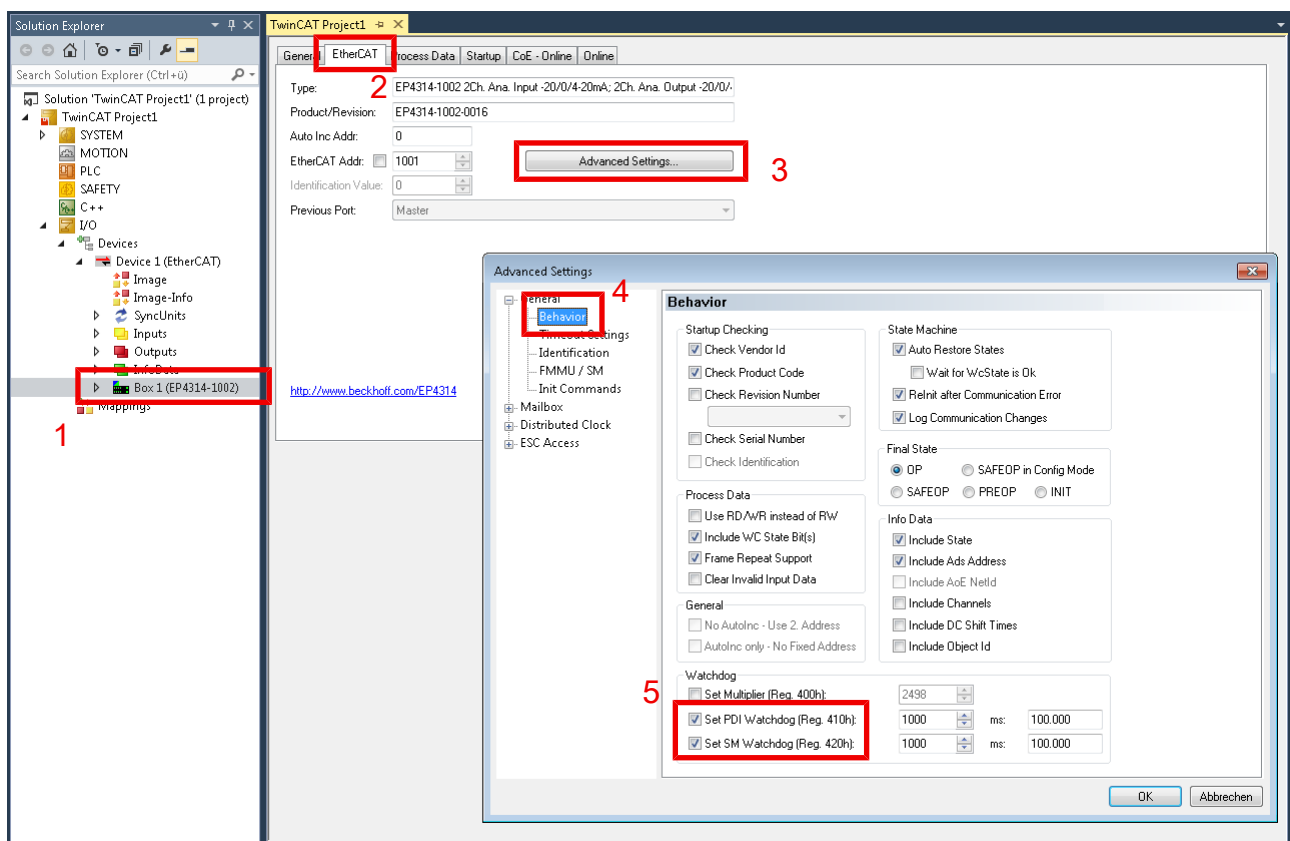 Solution Explorer
Search Solution Explorer (Ctrl+ü)
Solution 'TwinCAT Project1' (1 project)
TwinCAT Project1
SYSTEM
MOTION
PLC
SAFETY
C++
I/O
Devices
Device 1 (EtherCAT)
Image
Image-Info
SyncUnits
Inputs
Outputs
InfoData
Box 1 (EP4314-1002)
Mappings
1
TwinCAT Project1
General EtherCAT Process Data Startup CoE - Online Online
2
Type: EP4314-1002 2Ch. Ana. Input -20/0/4-20mA; 2Ch. Ana. Output -20/0/-
Product/Revision: EP4314-1002-0016
Auto Inc Addr: 0
EtherCAT Addr: 1001 Advanced Settings...
3
Identification Value: 0
Previous Port: Master
http://www.beckhoff.com/EP4314
Advanced Settings
4
General
Behavior
Timeout Settings
Identification
FMMU / SM
Init Commands
Mailbox
Distributed Clock
ESC Access
Behavior
Startup Checking
Check Vendor Id
Check Product Code
Check Revision Number
Check Serial Number
Check Identification
Process Data
Use RD/WR instead of RW
Include WC State Bit(s)
Frame Repeat Support
Clear Invalid Input Data
General
No AutoInc - Use 2. Address
AutoInc only - No Fixed Address
State Machine
Auto Restore States
Wait for WcState is Ok
ReInit after Communication Error
Log Communication Changes
Final State
OP SAFEOP in Config Mode
SAFEOP PREOP INIT
Info Data
Include State
Include Ads Address
Include AoE NetId
Include Channels
Include DC Shift Times
Include Object Id
Watchdog
5
Set Multiplier (Reg. 400h): 2498
Set PDI Watchdog (Reg. 410h): 1000 ms: 100.000
Set SM Watchdog (Reg. 420h): 1000 ms: 100.000
OK Abbrechen